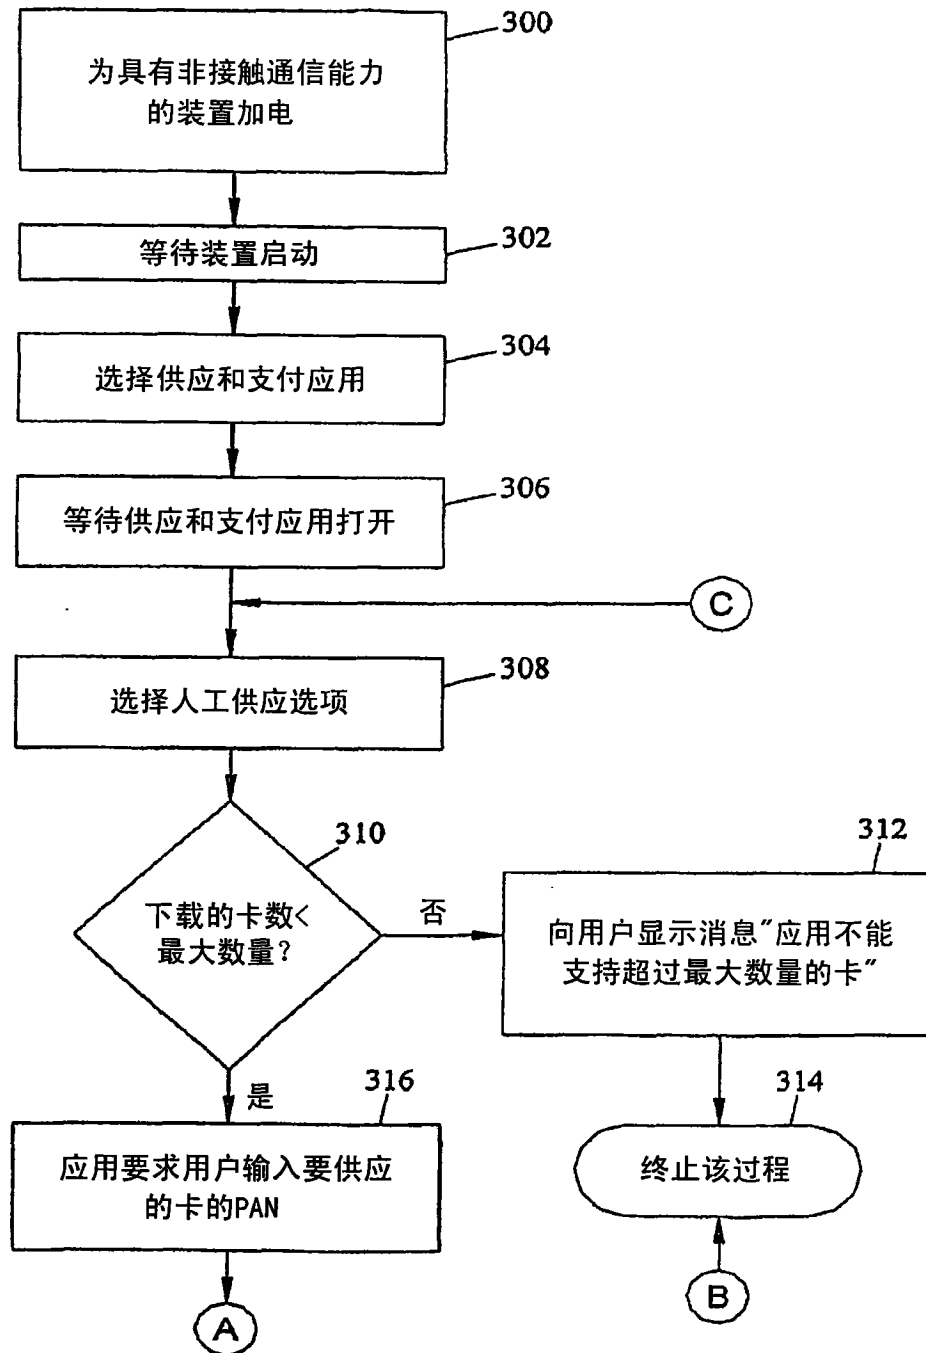 300
为具有非接触通信能力
的装置加电
302
等待装置启动
304
选择供应和支付应用
306
等待供应和支付应用打开
C
308
选择人工供应选项
310
下载的卡数<
最大数量?
否
312
向用户显示消息"应用不能
支持超过最大数量的卡"
是
316
应用要求用户输入要供应
的卡的PAN
314
终止该过程
A
B